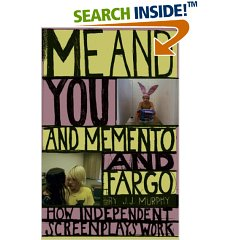 SEARCH INSIDE!™
ME AND
YOU
AND MEMENTO
AND
FARGO
BY J.J. MURPHY
HOW INDEPENDENT
SCREENPLAYS WORK